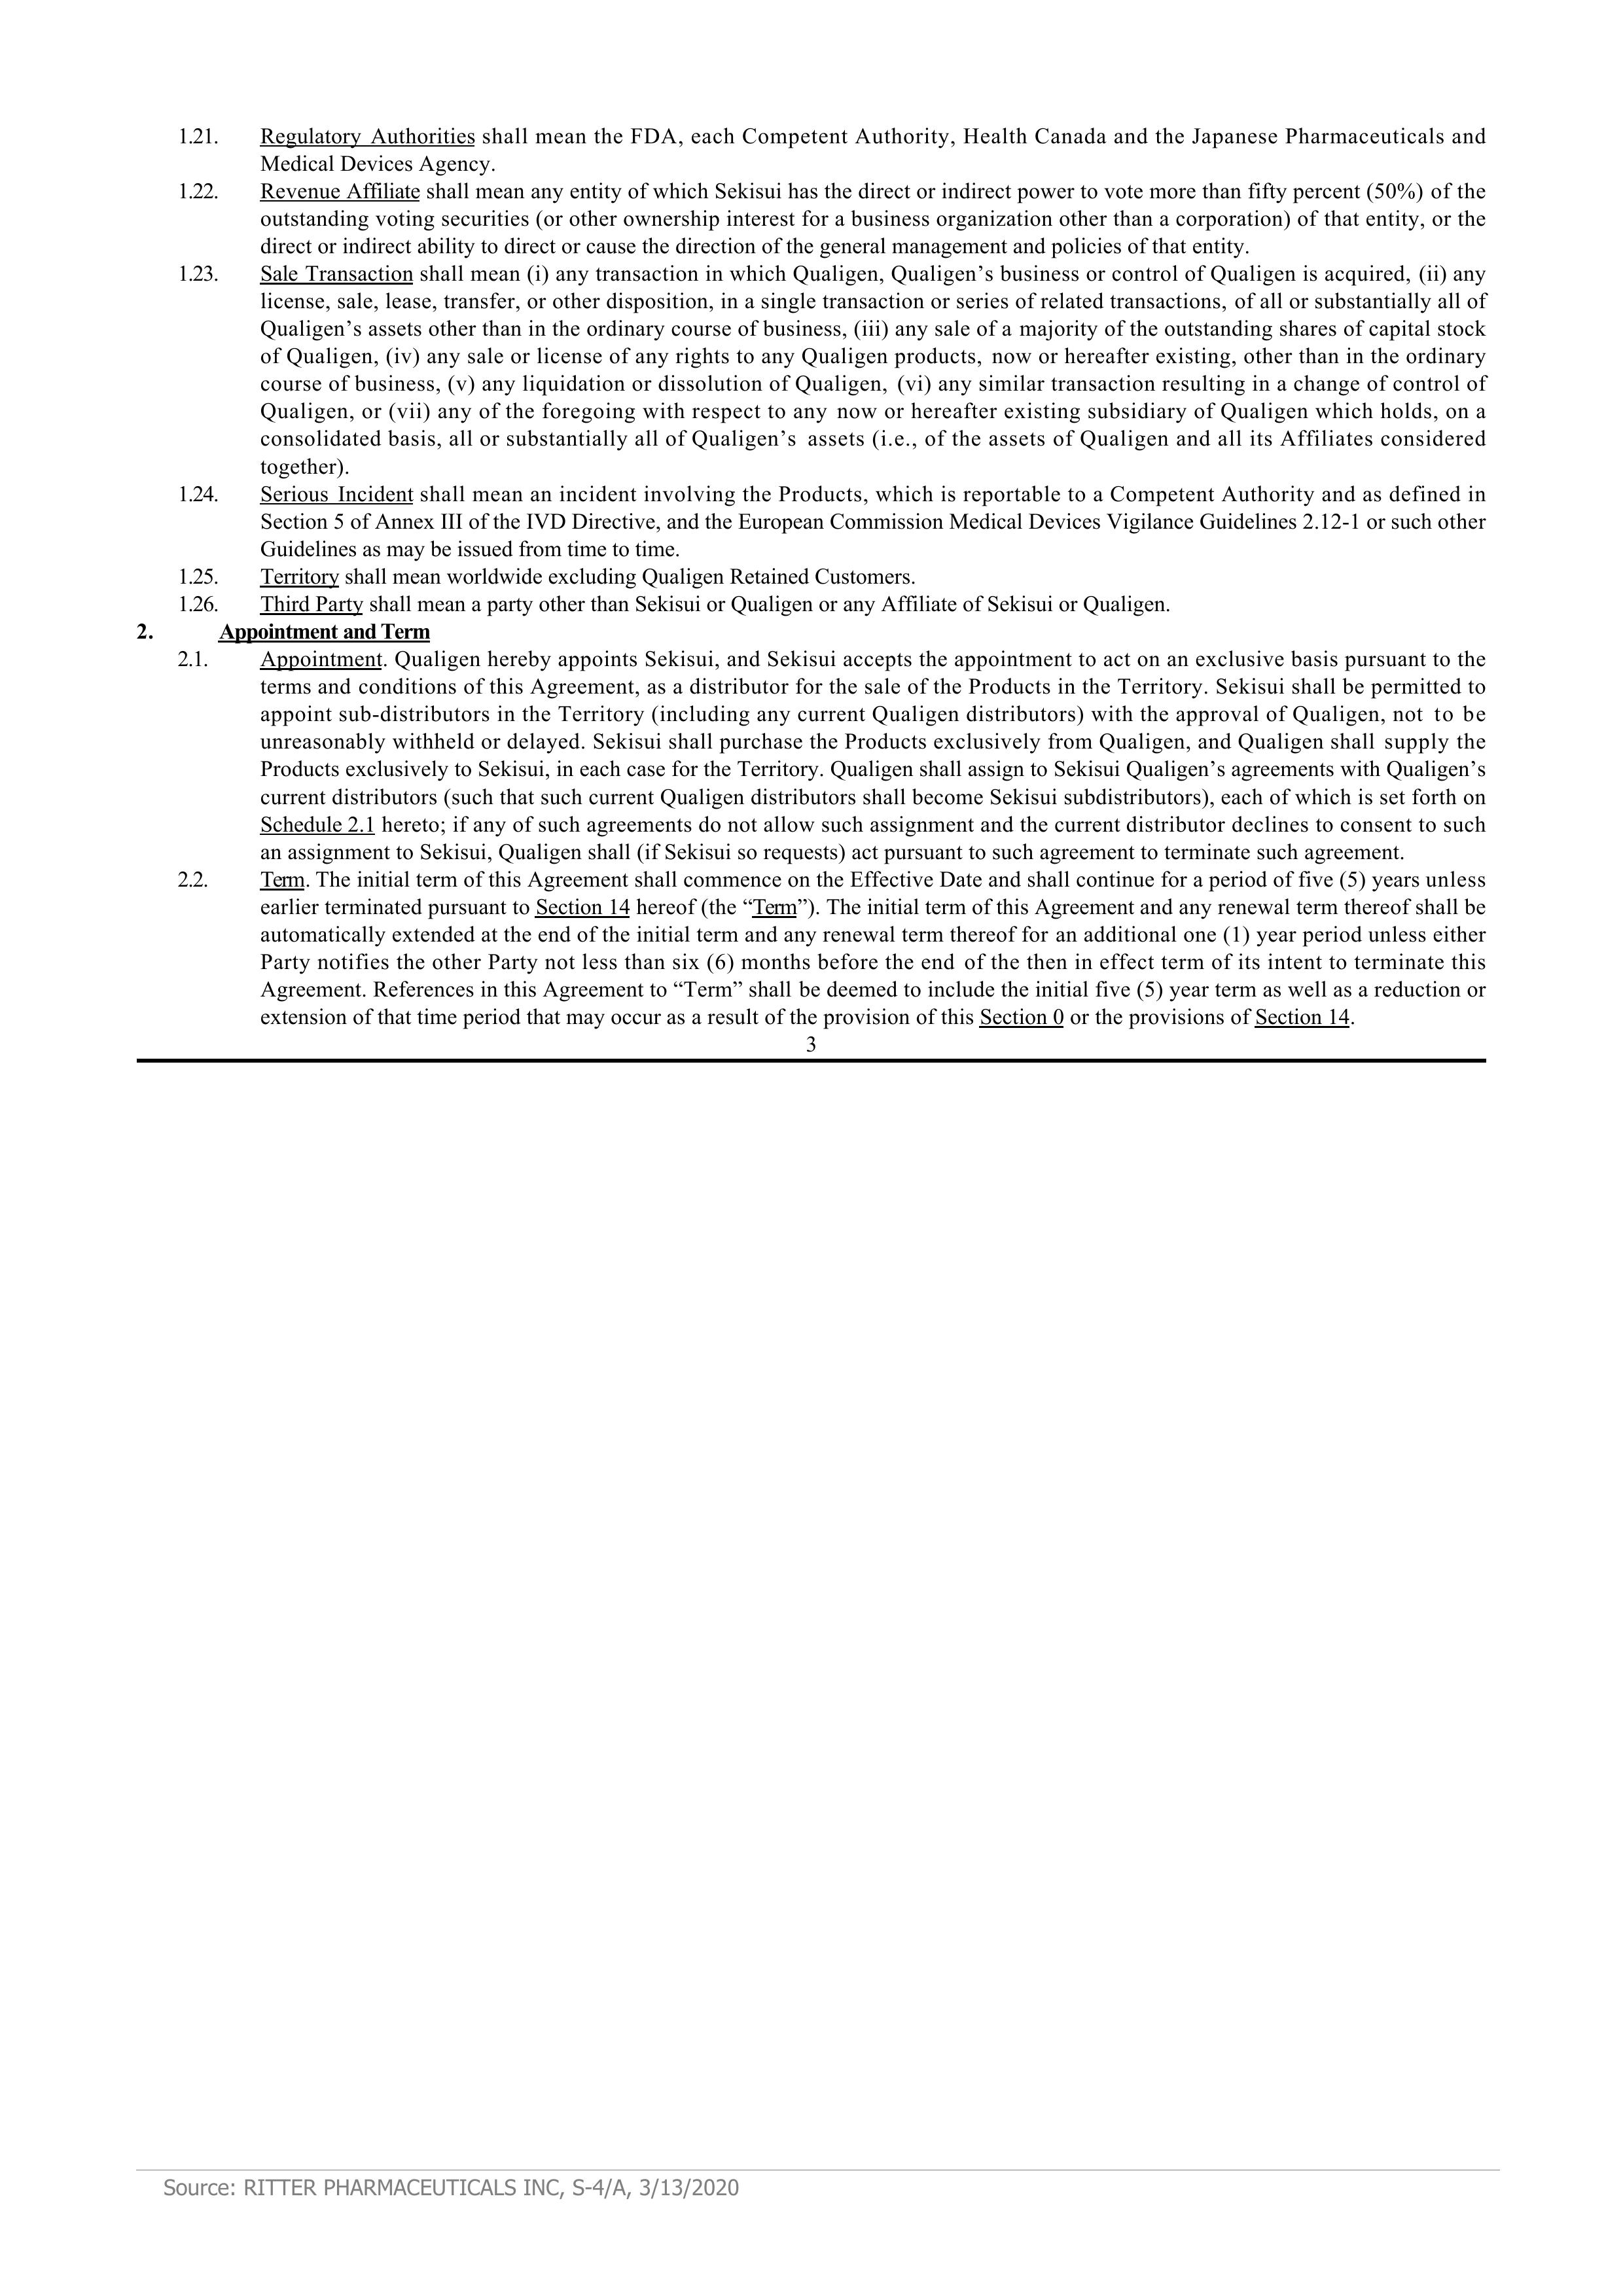 1.21. Regulatory Authorities shall mean the FDA, each Competent Authority, Health Canada and the Japanese Pharmaceuticals and
Medical Devices Agency.
1.22. Revenue Affiliate shall mean any entity of which Sekisui has the direct or indirect power to vote more than fifty percent (50%) of the
outstanding voting securities (or other ownership interest for a business organization other than a corporation) of that entity, or the
direct or indirect ability to direct or cause the direction of the general management and policies of that entity.
1.23. Sale Transaction shall mean (i) any transaction in which Qualigen, Qualigen’s business or control of Qualigen is acquired, (ii) any
license, sale, lease, transfer, or other disposition, in a single transaction or series of related transactions, of all or substantially all of
Qualigen’s assets other than in the ordinary course of business, (iii) any sale of a majority of the outstanding shares of capital stock
of Qualigen, (iv) any sale or license of any rights to any Qualigen products, now or hereafter existing, other than in the ordinary
course of business, (v) any liquidation or dissolution of Qualigen, (vi) any similar transaction resulting in a change of control of
Qualigen, or (vii) any of the foregoing with respect to any now or hereafter existing subsidiary of Qualigen which holds, on a
consolidated basis, all or substantially all of Qualigen’s assets (i.e., of the assets of Qualigen and all its Affiliates considered
together).
1.24. Serious Incident shall mean an incident involving the Products, which is reportable to a Competent Authority and as defined in
Section 5 of Annex III of the IVD Directive, and the European Commission Medical Devices Vigilance Guidelines 2.12-1 or such other
Guidelines as may be issued from time to time.
1.25. Territory shall mean worldwide excluding Qualigen Retained Customers.
1.26. Third Party shall mean a party other than Sekisui or Qualigen or any Affiliate of Sekisui or Qualigen.
2. Appointment and Term
2.1. Appointment. Qualigen hereby appoints Sekisui, and Sekisui accepts the appointment to act on an exclusive basis pursuant to the
terms and conditions of this Agreement, as a distributor for the sale of the Products in the Territory. Sekisui shall be permitted to
appoint sub-distributors in the Territory (including any current Qualigen distributors) with the approval of Qualigen, not to be
unreasonably withheld or delayed. Sekisui shall purchase the Products exclusively from Qualigen, and Qualigen shall supply the
Products exclusively to Sekisui, in each case for the Territory. Qualigen shall assign to Sekisui Qualigen’s agreements with Qualigen’s
current distributors (such that such current Qualigen distributors shall become Sekisui subdistributors), each of which is set forth on
Schedule 2.1 hereto; if any of such agreements do not allow such assignment and the current distributor declines to consent to such
an assignment to Sekisui, Qualigen shall (if Sekisui so requests) act pursuant to such agreement to terminate such agreement.
2.2. Term. The initial term of this Agreement shall commence on the Effective Date and shall continue for a period of five (5) years unless
earlier terminated pursuant to Section 14 hereof (the “Term”). The initial term of this Agreement and any renewal term thereof shall be
automatically extended at the end of the initial term and any renewal term thereof for an additional one (1) year period unless either
Party notifies the other Party not less than six (6) months before the end of the then in effect term of its intent to terminate this
Agreement. References in this Agreement to “Term” shall be deemed to include the initial five (5) year term as well as a reduction or
extension of that time period that may occur as a result of the provision of this Section 0 or the provisions of Section 14.
3
Source: RITTER PHARMACEUTICALS INC, S-4/A, 3/13/2020